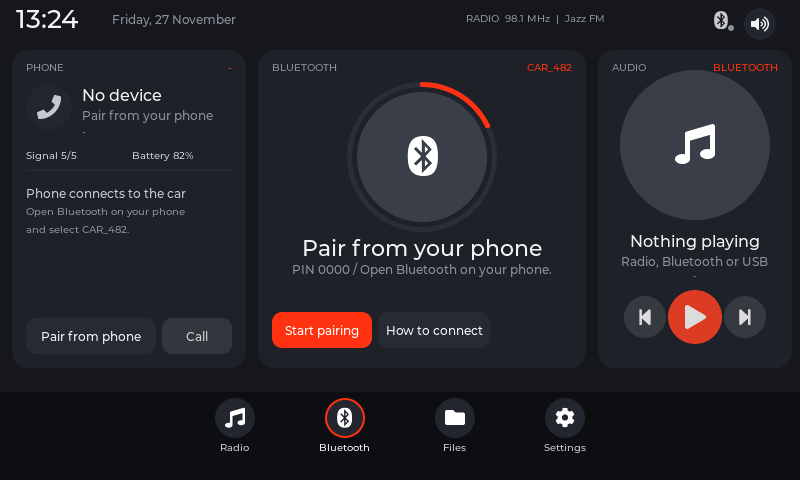 13:24
Friday, 27 November
RADIO 98.1 MHz | Jazz FM
PHONE
-
No device
Pair from your phone
-
Signal 5/5
Battery 82%
Phone connects to the car
Open Bluetooth on your phone
and select CAR_482.
Pair from phone
Call
BLUETOOTH
CAR_482
Pair from your phone
PIN 0000 / Open Bluetooth on your phone.
Start pairing
How to connect
AUDIO
BLUETOOTH
Nothing playing
Radio, Bluetooth or USB
-
Radio
Bluetooth
Files
Settings